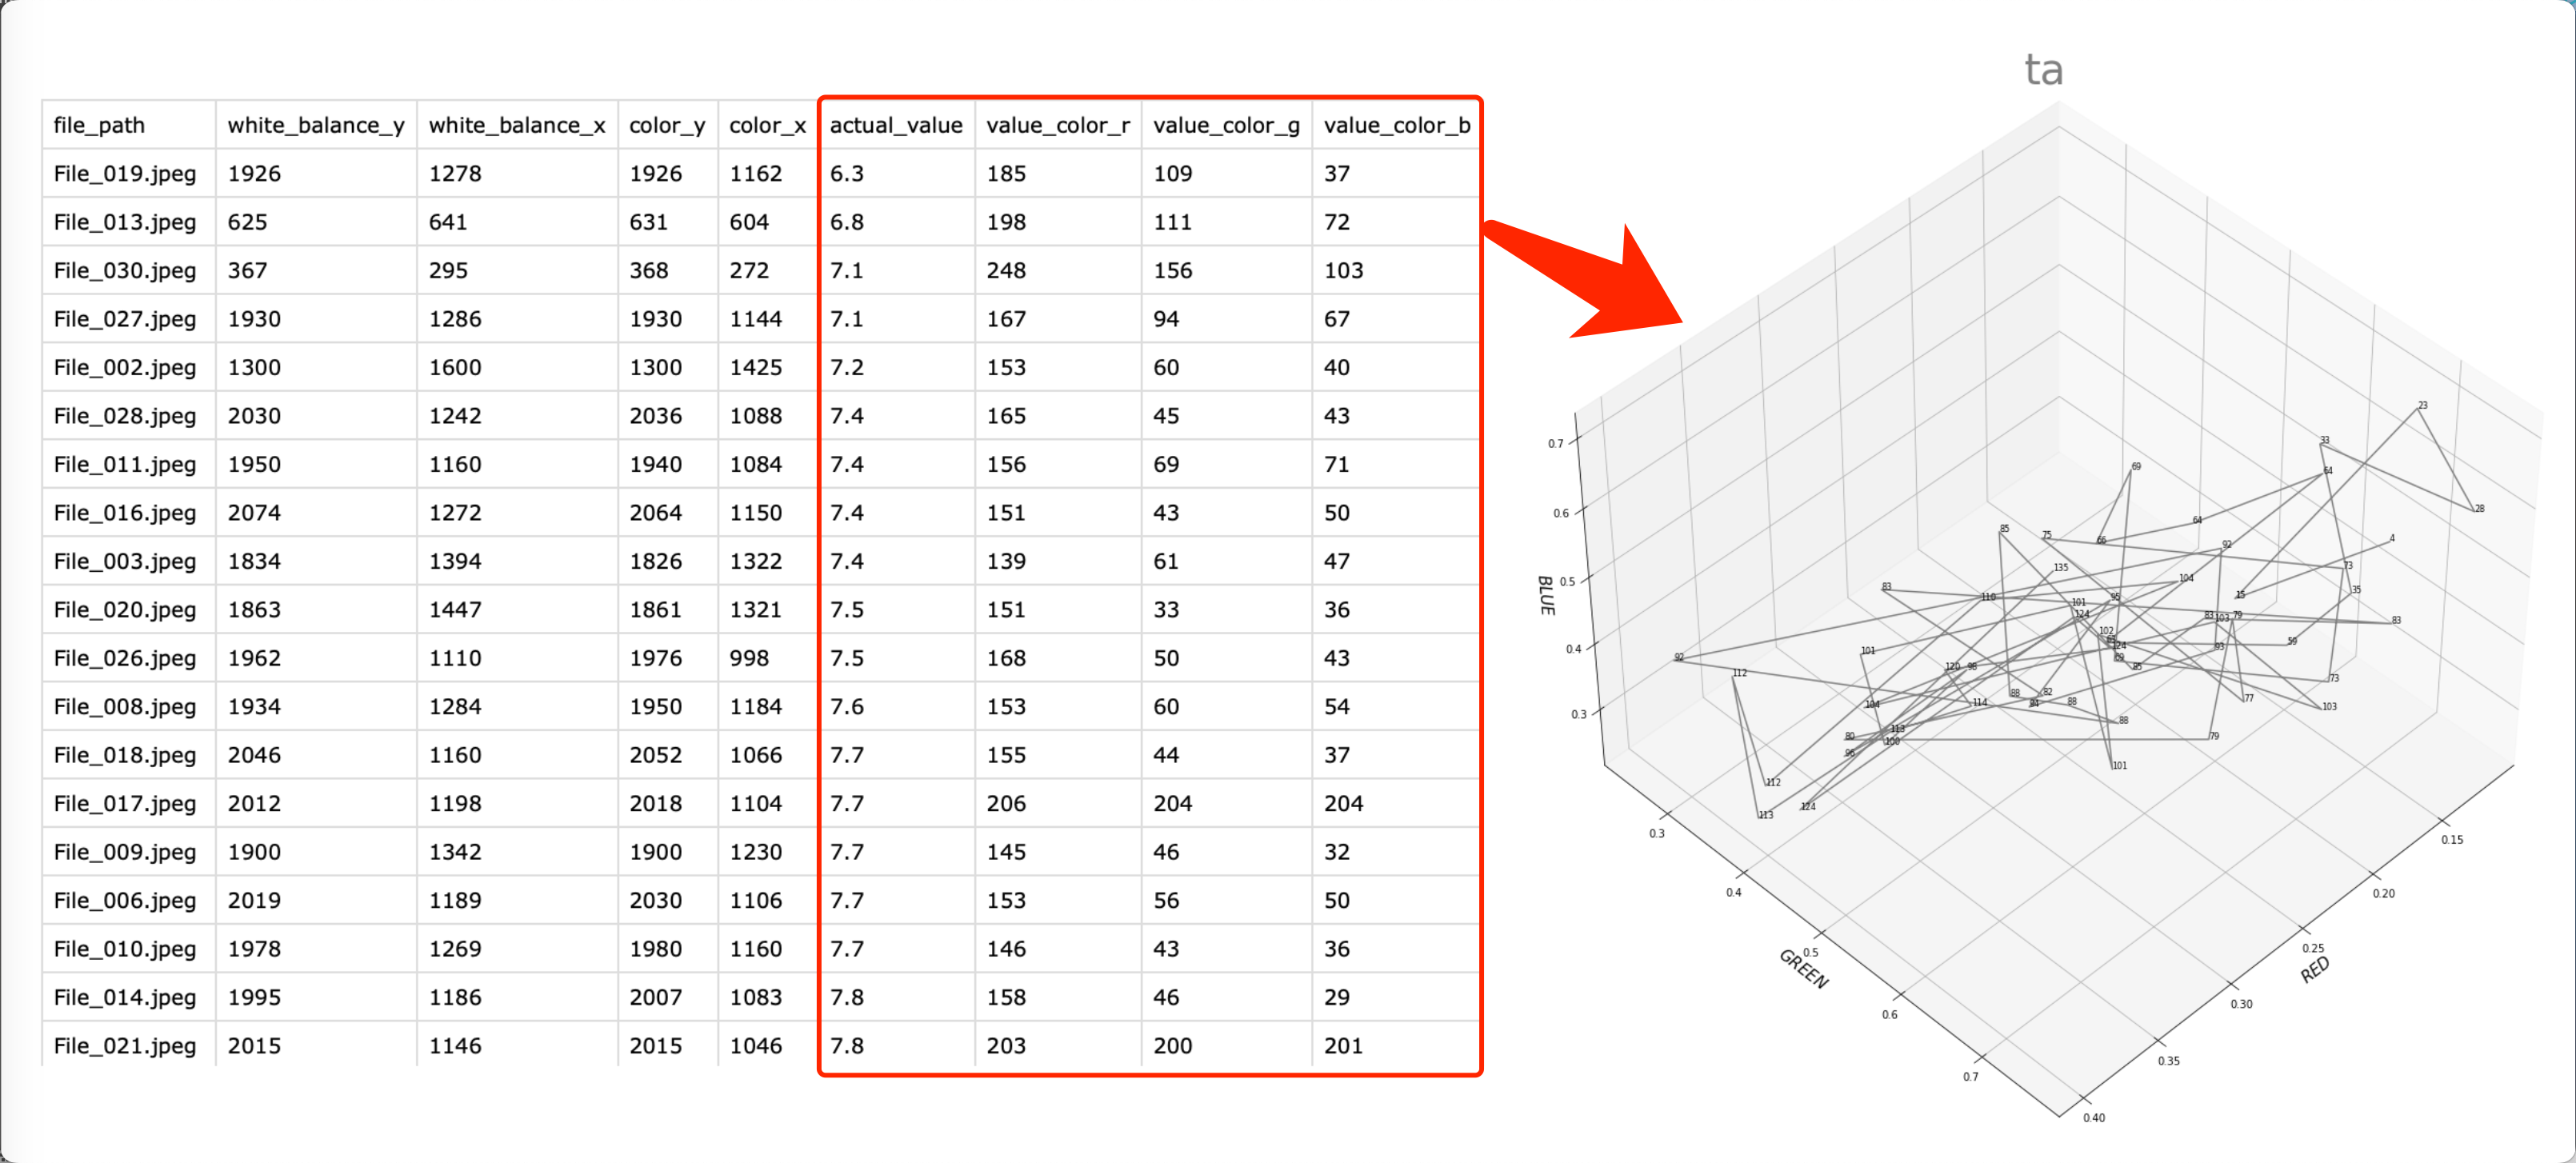 ta
file_path white_balance_y white_balance_x color_y color_x actual_value value_color_r value_color_g value_color_b
File_019.jpeg 1926 1278 1926 1162 6.3 185 109 37
File_013.jpeg 625 641 631 604 6.8 198 111 72
File_030.jpeg 367 295 368 272 7.1 248 156 103
File_027.jpeg 1930 1286 1930 1144 7.1 167 94 67
File_002.jpeg 1300 1600 1300 1425 7.2 153 60 40
File_028.jpeg 2030 1242 2036 1088 7.4 165 45 43
File_011.jpeg 1950 1160 1940 1084 7.4 156 69 71
File_016.jpeg 2074 1272 2064 1150 7.4 151 43 50
File_003.jpeg 1834 1394 1826 1322 7.4 139 61 47
File_020.jpeg 1863 1447 1861 1321 7.5 151 33 36
File_026.jpeg 1962 1110 1976 998 7.5 168 50 43
File_008.jpeg 1934 1284 1950 1184 7.6 153 60 54
File_018.jpeg 2046 1160 2052 1066 7.7 155 44 37
File_017.jpeg 2012 1198 2018 1104 7.7 206 204 204
File_009.jpeg 1900 1342 1900 1230 7.7 145 46 32
File_006.jpeg 2019 1189 2030 1106 7.7 153 56 50
File_010.jpeg 1978 1269 1980 1160 7.7 146 43 36
File_014.jpeg 1995 1186 2007 1083 7.8 158 46 29
File_021.jpeg 2015 1146 2015 1046 7.8 203 200 201
23
33
69
64
28
64
85
75
66
4
92
73
135
104
83
35
110
101
95
15
124
83
103
79
83
102
59
124
93
101
92
69
120
98
112
73
88
82
77
104
114
84
88
103
88
113
80
100
79
101
112
124
113
BLUE
0.7
0.6
0.5
0.4
0.3
GREEN
0.3
0.4
0.5
0.6
0.7
RED
0.15
0.20
0.25
0.30
0.35
0.40